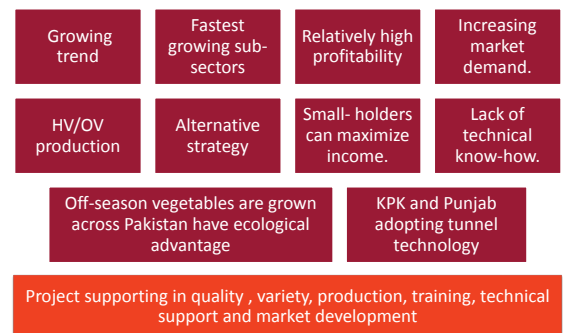 Growing
trend
Fastest
growing sub-
sectors
Relatively high
profitability
Increasing
market
demand.
HV/OV
production
Alternative
strategy
Small- holders
can maximize
income.
Lack of
technical
know-how.
Off-season vegetables are grown
across Pakistan have ecological
advantage
KPK and Punjab
adopting tunnel
technology
Project supporting in quality , variety, production, training, technical
support and market development